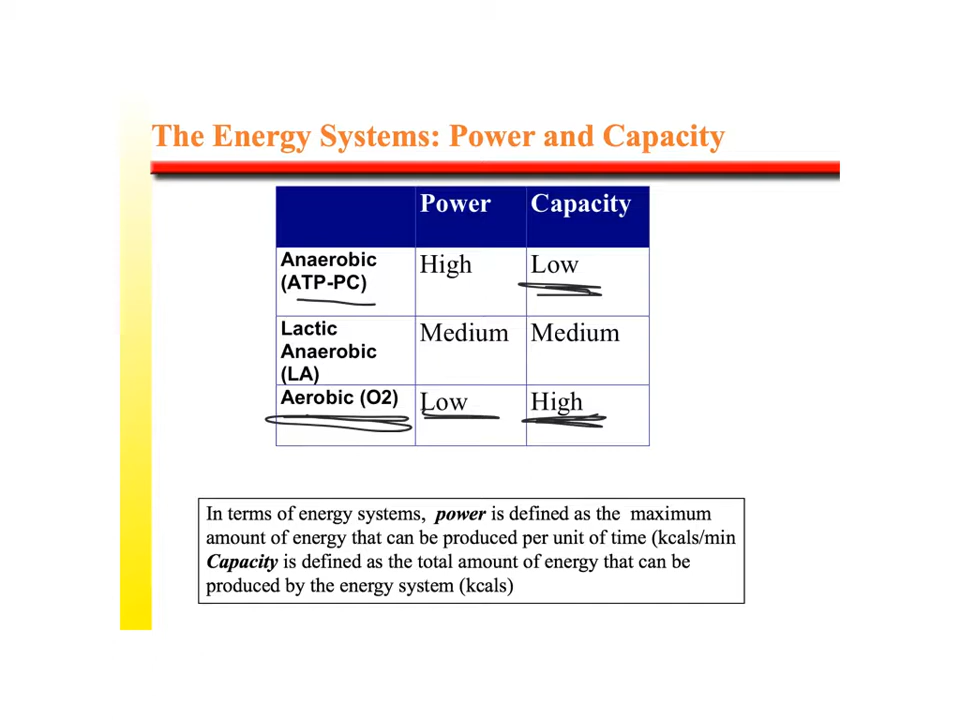 The Energy Systems: Power and Capacity
Power Capacity
Anaerobic
(ATP-PC) High Low
Lactic
Anaerobic
(LA) Medium Medium
Aerobic (O2) Low High
In terms of energy systems, power is defined as the maximum
amount of energy that can be produced per unit of time (kcals/min
Capacity is defined as the total amount of energy that can be
produced by the energy system (kcals)